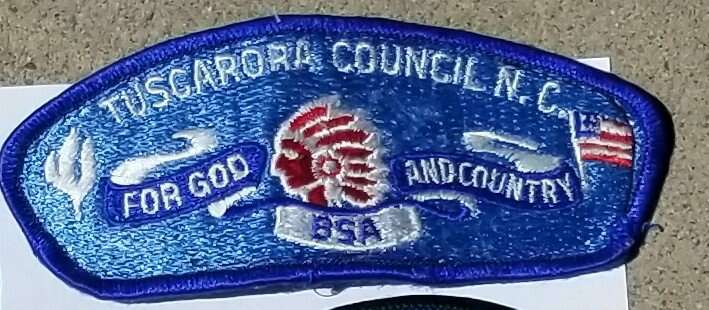 TUSCARORA COUNCIL N.C.
FOR GOD
AND COUNTRY
BSA